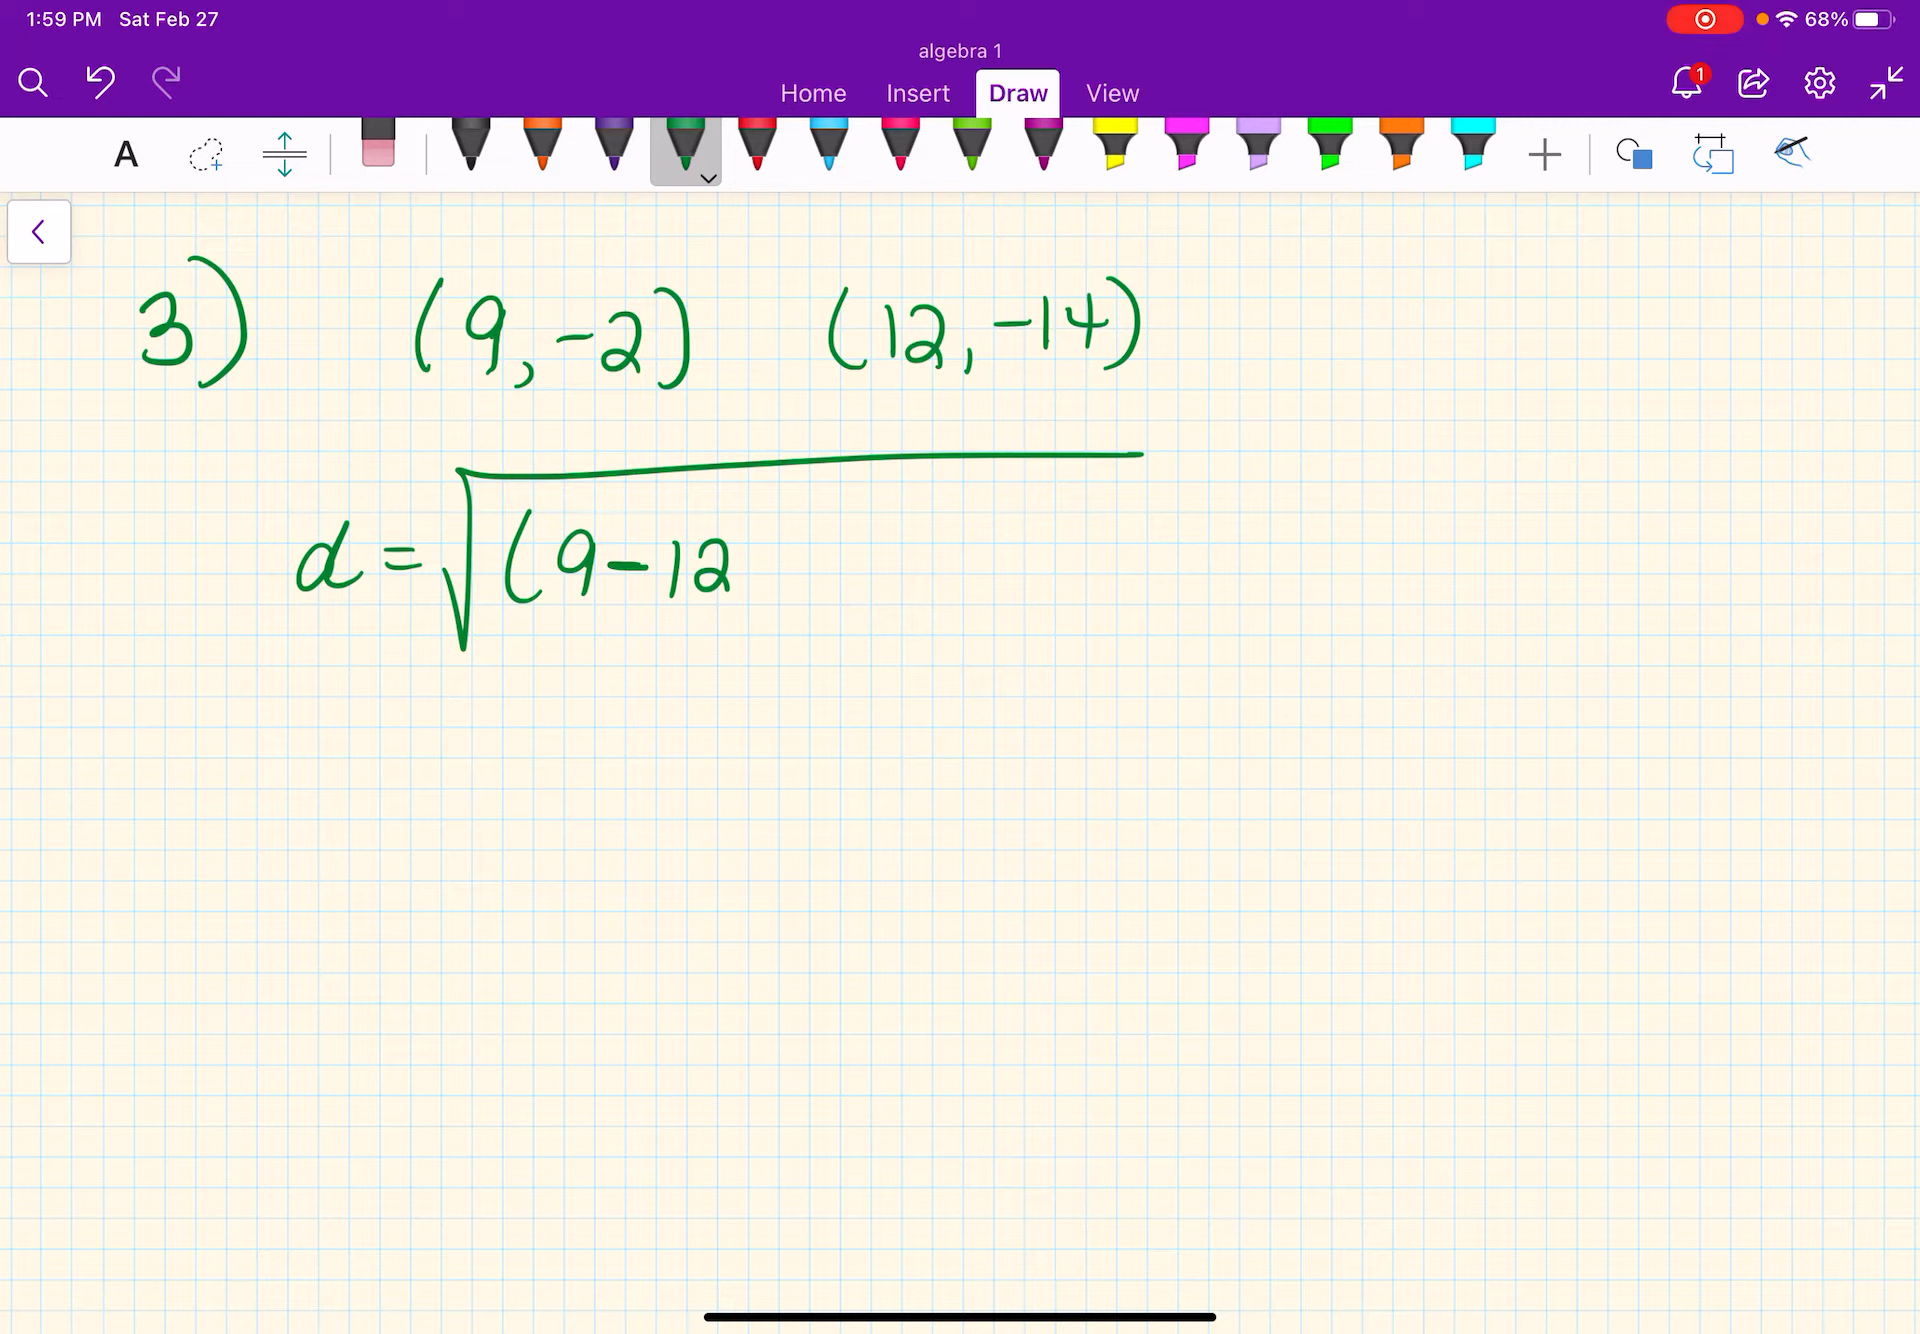 1:59 PM Sat Feb 27
68%
algebra 1
Home Insert Draw View
1
A
3) (9,-2) (12,-14)
d=√(9-12